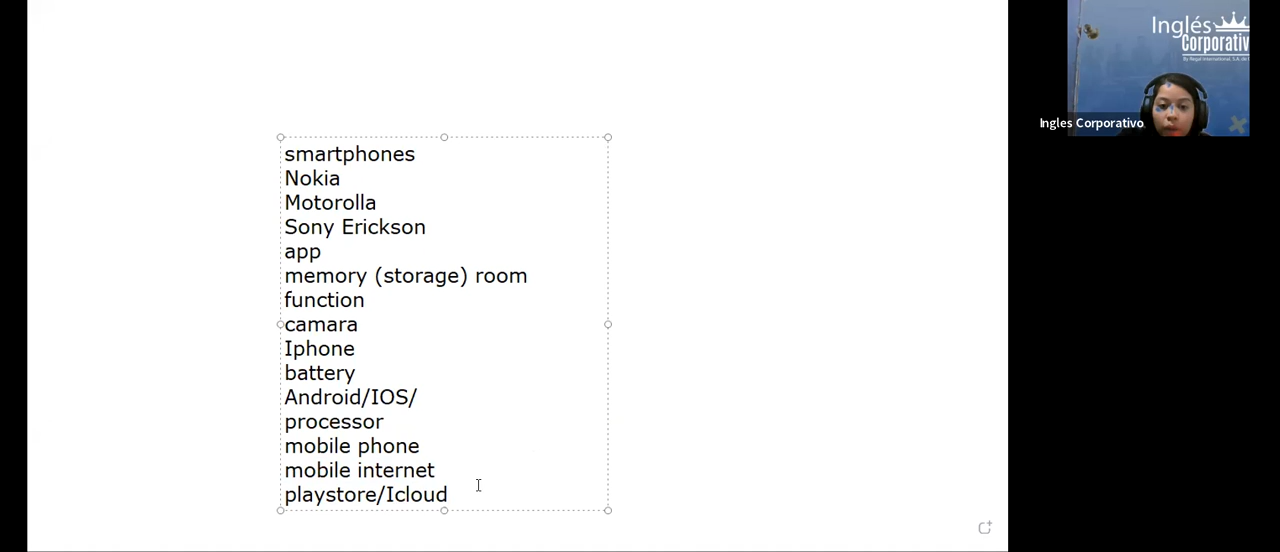 smartphones
Nokia
Motorolla
Sony Erickson
app
memory (storage) room
function
camara
Iphone
battery
Android/IOS/
processor
mobile phone
mobile internet
playstore/Icloud
Inglés
Corporativ
Ingles Corporativo